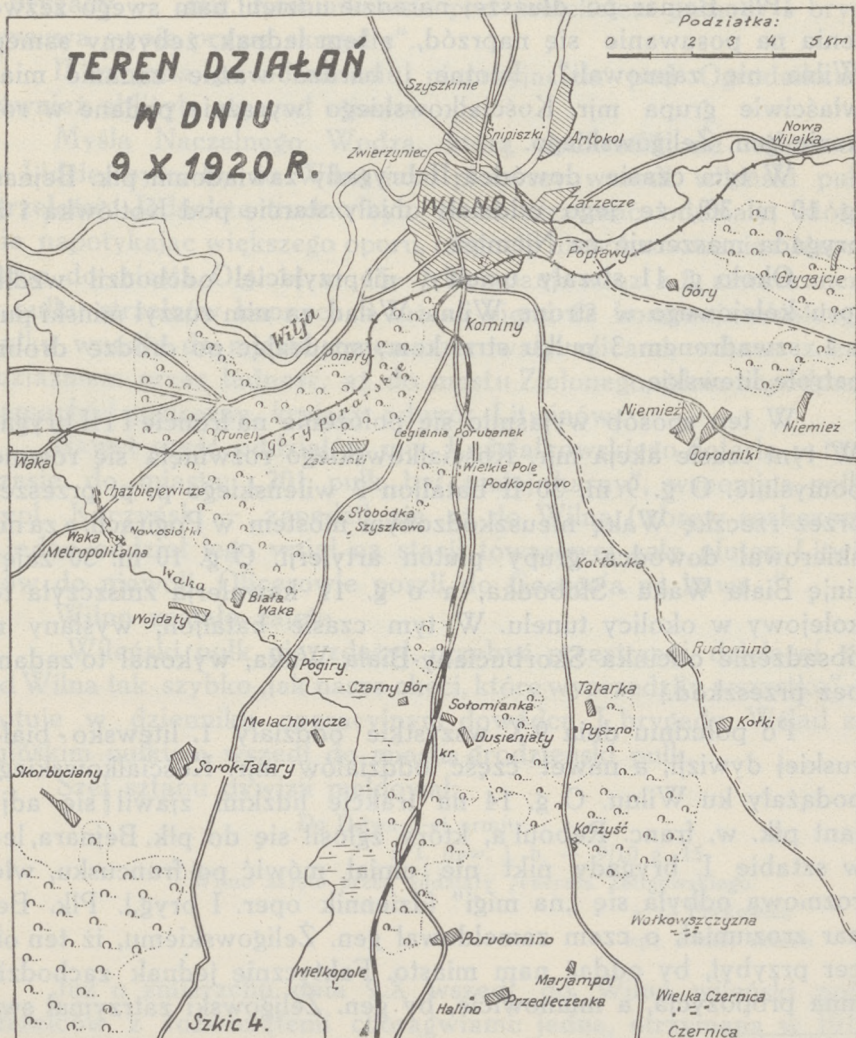 TEREN DZIAŁAŃ
W DNIU
9 X 1920 R.
Podziałka:
0 1 2 3 4 5 km
Szyszkinie
Śnipiszki
Antokol
Nowa
Wilejka
Zwierzyniec
WILNO
Zarzecze
Popławy
Góry
Grygajcie
Wilja
Kominy
Ponary
Góry ponarskie
(Tunel)
Zaścianki
Cegielnia Porubanek
Niemież
Niemież
Ogrodniki
Waka
Chazbiejewicze
Wielkie Pole
Podkopciowo
Nowosiółki
Słobódka
Szyszkowo
Waka
Metropolitalna
Waka
Biała
Waka
Wojdaty
Kotłówka
Rudomino
Pogiry
Czarny Bór
Tatarka
Sołomianka
Dusieniaty
Pyszno
Kołki
Melachowicze
kr.
Skorbuciany
Sorok-Tatary
Korzyść
Wołkowszczyzna
Porudomino
Wielkopole
Marjampol
Halino
Przedleczenka
Wielka Czernica
Czernica
Szkic 4.